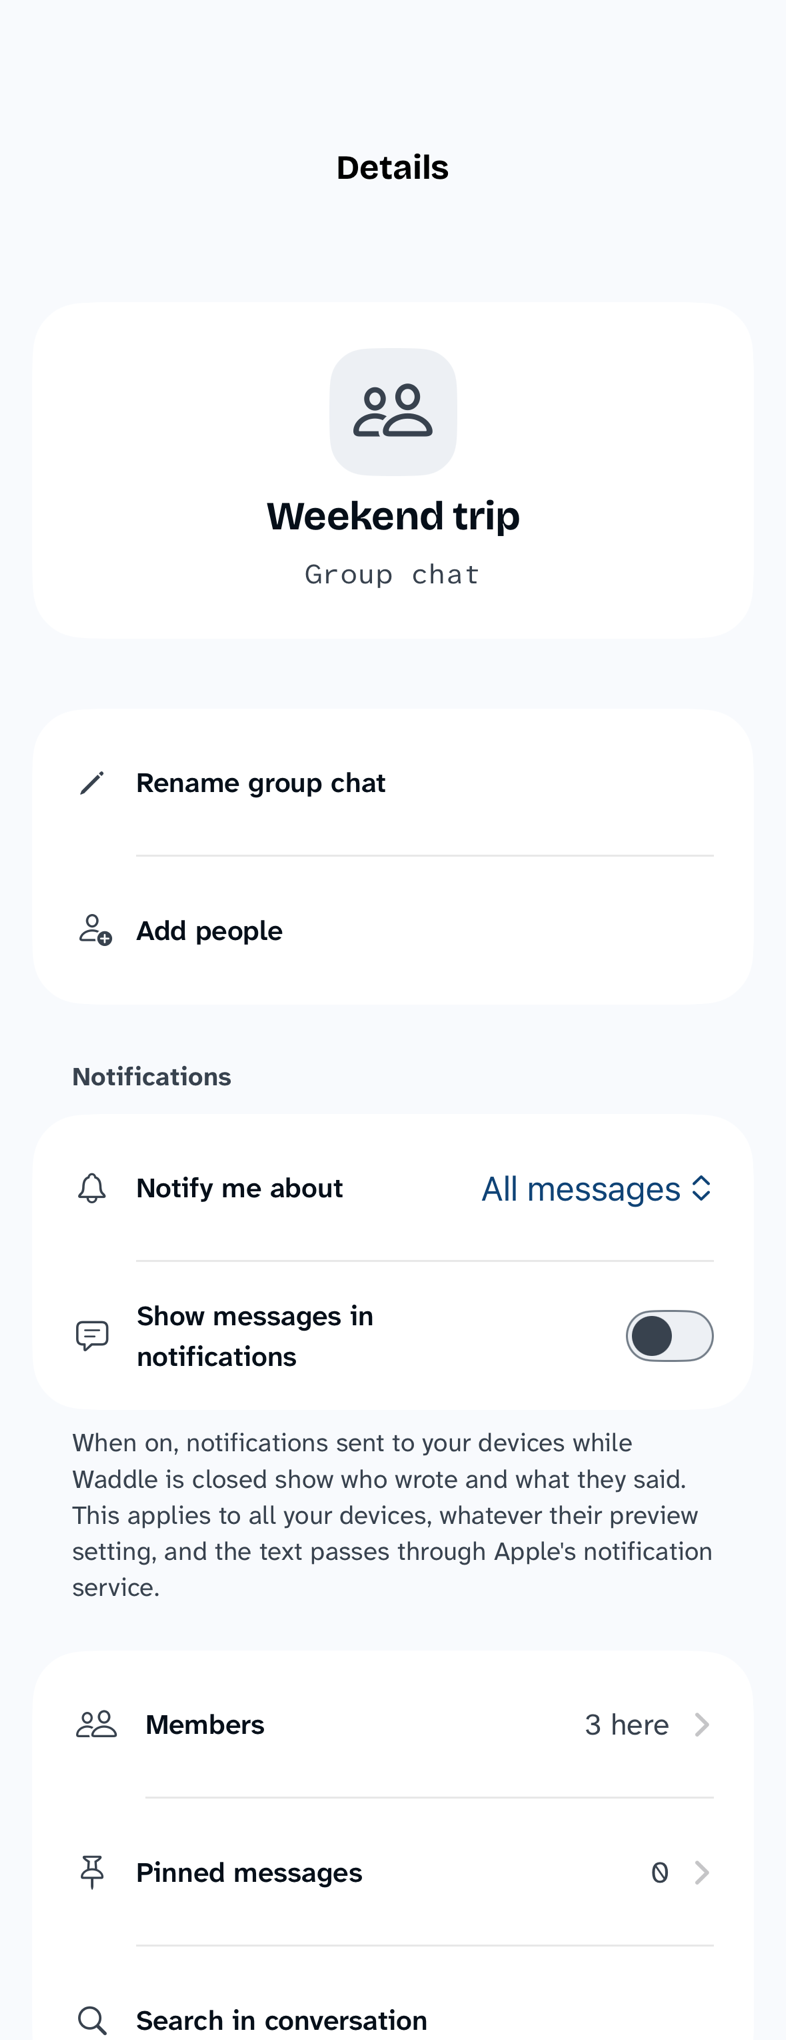 Details
Weekend trip
Group chat
Rename group chat
Add people
Notifications
Notify me about All messages
Show messages in
notifications
When on, notifications sent to your devices while
Waddle is closed show who wrote and what they said.
This applies to all your devices, whatever their preview
setting, and the text passes through Apple's notification
service.
Members 3 here
Pinned messages 0
Search in conversation